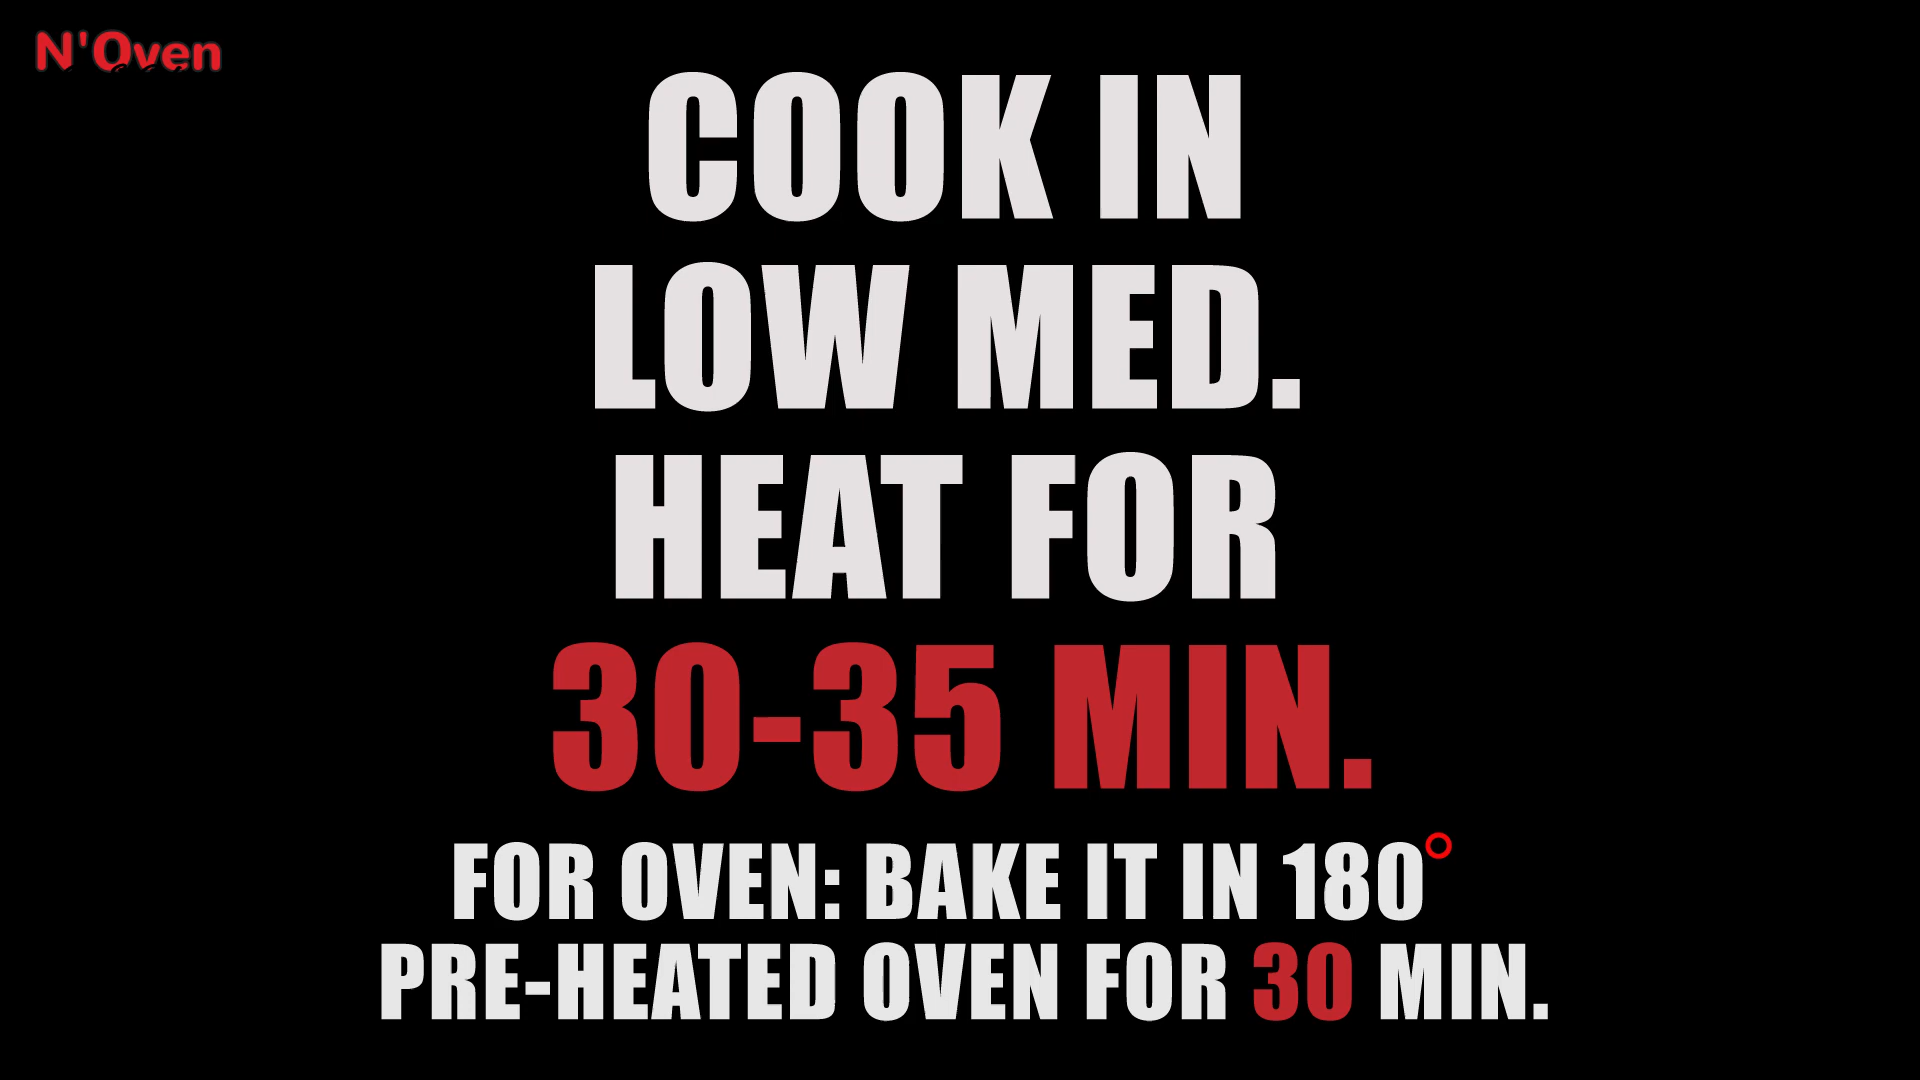 N'Oven
COOK IN
LOW MED.
HEAT FOR
30-35 MIN.
FOR OVEN: BAKE IT IN 180°
PRE-HEATED OVEN FOR 30 MIN.